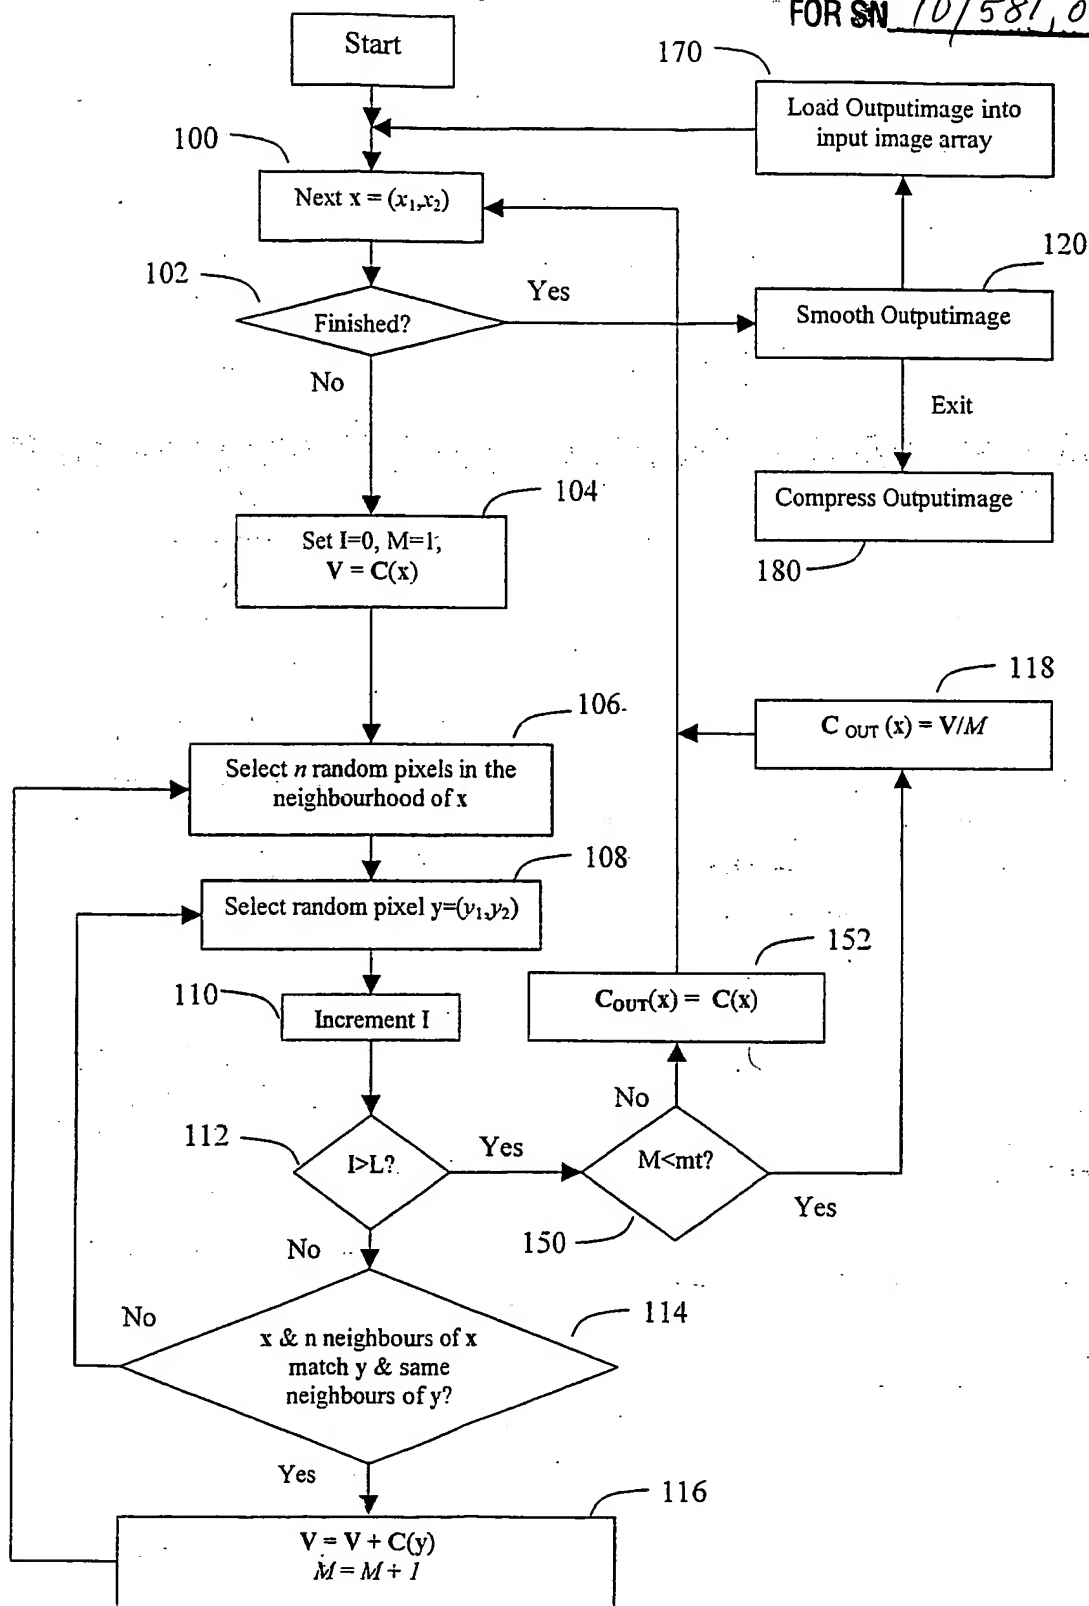 FOR SN 10/581,0
Start
170
Load Outputimage into
input image array
100
Next x = (x₁,x₂)
120
102
Finished?
Yes
Smooth Outputimage
No
Exit
104
Set I=0, M=1,
V = C(x)
Compress Outputimage
180
118
106
C OUT (x) = V/M
Select n random pixels in the
neighbourhood of x
108
Select random pixel y=(y₁,y₂)
152
110
Increment I
COUT(x) = C(x)
No
112
I>L?
Yes
M<mt?
Yes
150
No
No
114
x & n neighbours of x
match y & same
neighbours of y?
Yes
116
V = V + C(y)
M = M + 1